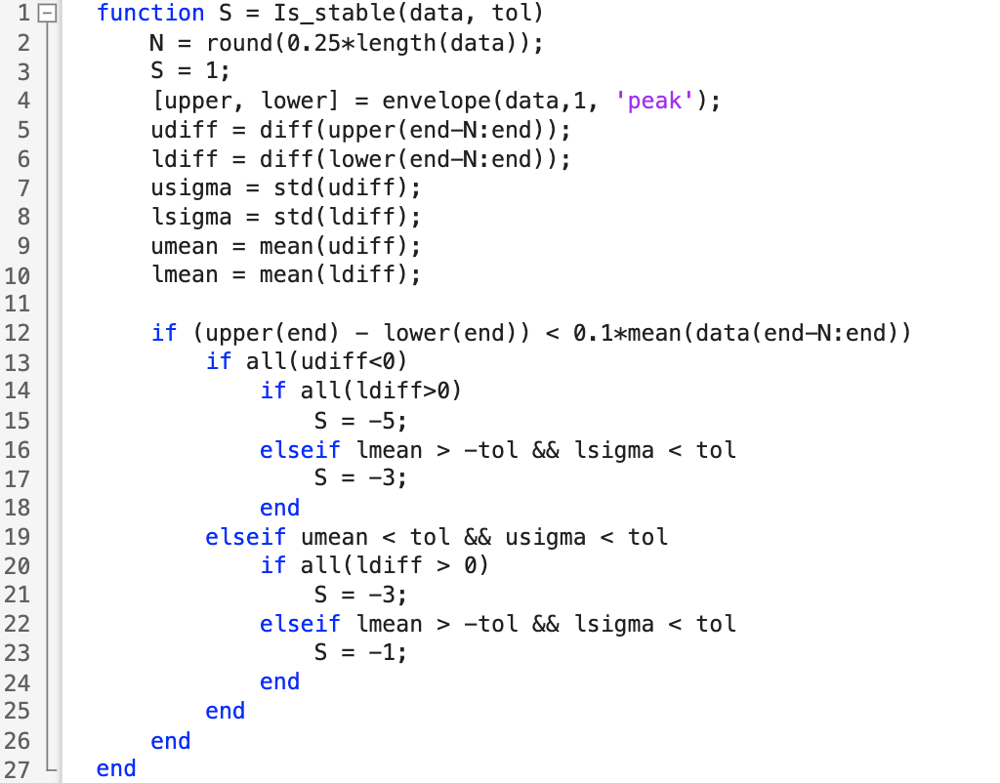 1 function S = Is_stable(data, tol)
2 N = round(0.25*length(data));
3 S = 1;
4 [upper, lower] = envelope(data,1, 'peak');
5 udiff = diff(upper(end-N:end));
6 ldiff = diff(lower(end-N:end));
7 usigma = std(udiff);
8 lsigma = std(ldiff);
9 umean = mean(udiff);
10 lmean = mean(ldiff);
11
12 if (upper(end) - lower(end)) < 0.1*mean(data(end-N:end))
13 if all(udiff<0)
14 if all(ldiff>0)
15 S = -5;
16 elseif lmean > -tol && lsigma < tol
17 S = -3;
18 end
19 elseif umean < tol && usigma < tol
20 if all(ldiff > 0)
21 S = -3;
22 elseif lmean > -tol && lsigma < tol
23 S = -1;
24 end
25 end
26 end
27 end